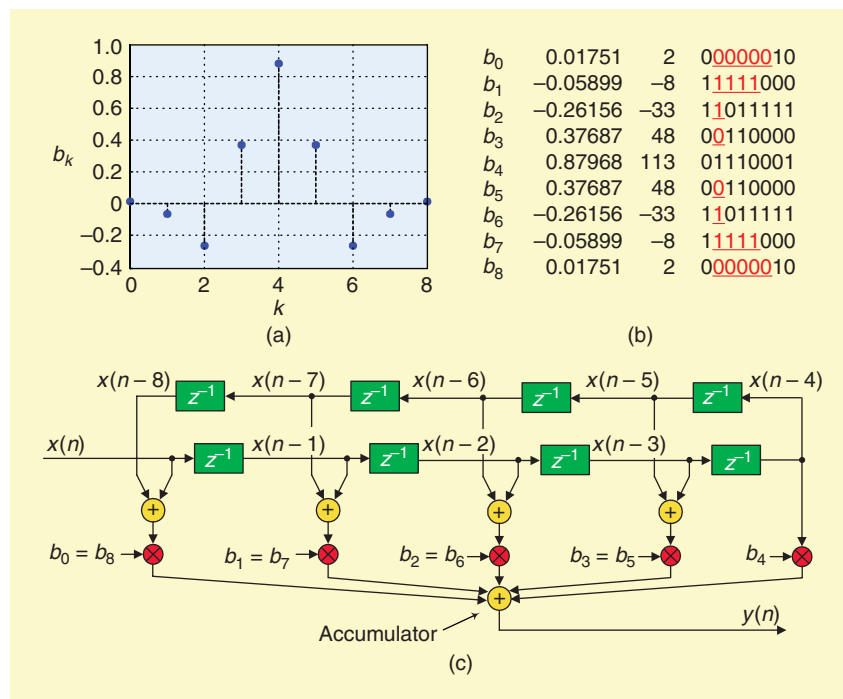 1.0
0.8
0.6
0.4
0.2
0
−0.2
−0.4
bk
0 2 4 6 8
k
(a)
b0 0.01751 2 00000010
b1 −0.05899 −8 11111000
b2 −0.26156 −33 11011111
b3 0.37687 48 00110000
b4 0.87968 113 01110001
b5 0.37687 48 00110000
b6 −0.26156 −33 11011111
b7 −0.05899 −8 11111000
b8 0.01751 2 00000010
(b)
x(n − 8) z−1 x(n − 7) z−1 x(n − 6) z−1 x(n − 5) z−1 x(n − 4)
x(n) z−1 x(n − 1) z−1 x(n − 2) z−1 x(n − 3) z−1
+ + + +
b0 = b8 × b1 = b7 × b2 = b6 × b3 = b5 × b4 ×
+
Accumulator
y(n)
(c)